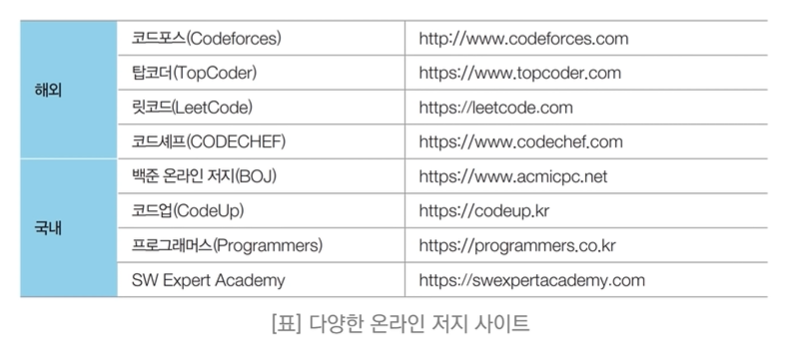 해외
코드포스(Codeforces) http://www.codeforces.com
탑코더(TopCoder) https://www.topcoder.com
릿코드(LeetCode) https://leetcode.com
코드셰프(CODECHEF) https://www.codechef.com
국내
백준 온라인 저지(BOJ) https://www.acmicpc.net
코드업(CodeUp) https://codeup.kr
프로그래머스(Programmers) https://programmers.co.kr
SW Expert Academy https://swexpertacademy.com
[표] 다양한 온라인 저지 사이트